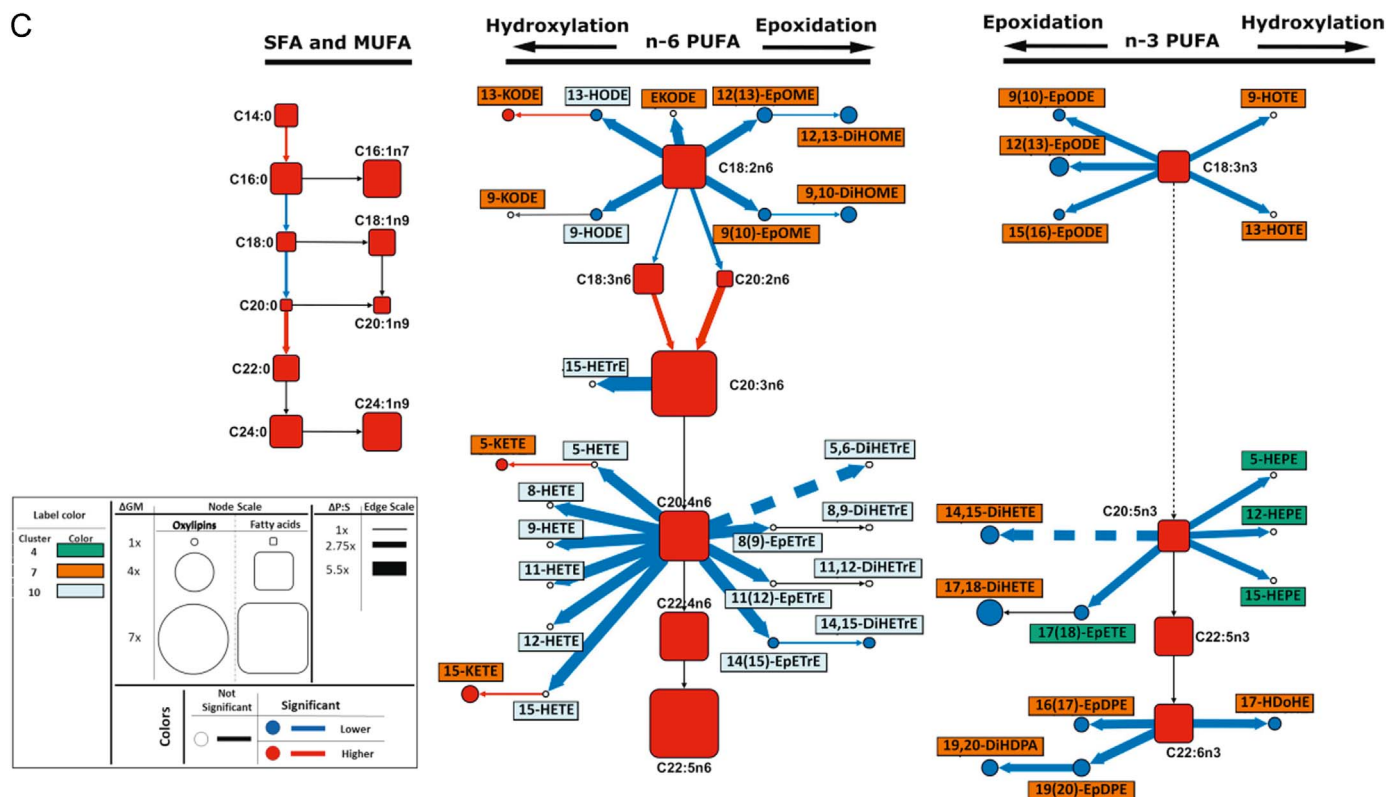 C
SFA and MUFA
Hydroxylation
n-6 PUFA
Epoxidation
Epoxidation
n-3 PUFA
Hydroxylation
C14:0
C16:0
C16:1n7
C18:0
C18:1n9
C20:0
C20:1n9
C22:0
C24:0
C24:1n9
13-KODE
13-HODE
EKODE
12(13)-EpOME
12,13-DiHOME
C18:2n6
9-KODE
9-HODE
9,10-DiHOME
9(10)-EpOME
C18:3n6
C20:2n6
15-HETrE
C20:3n6
5-KETE
5-HETE
5,6-DiHETrE
8-HETE
C20:4n6
9-HETE
8,9-DiHETrE
8(9)-EpETrE
11-HETE
11,12-DiHETrE
11(12)-EpETrE
C22:4n6
12-HETE
14,15-DiHETrE
14(15)-EpETrE
15-KETE
15-HETE
C22:5n6
9(10)-EpODE
9-HOTE
12(13)-EpODE
C18:3n3
15(16)-EpODE
13-HOTE
5-HEPE
C20:5n3
14,15-DiHETE
12-HEPE
17,18-DiHETE
15-HEPE
17(18)-EpETE
C22:5n3
16(17)-EpDPE
17-HDoHE
19,20-DiHDPA
C22:6n3
19(20)-EpDPE
Label color
Cluster Color
4
7
10
ΔGM
Node Scale
ΔP:S
Edge Scale
Oxylipins
Fatty acids
1x
4x
7x
1x
2.75x
5.5x
Colors
Not
Significant
Significant
Lower
Higher